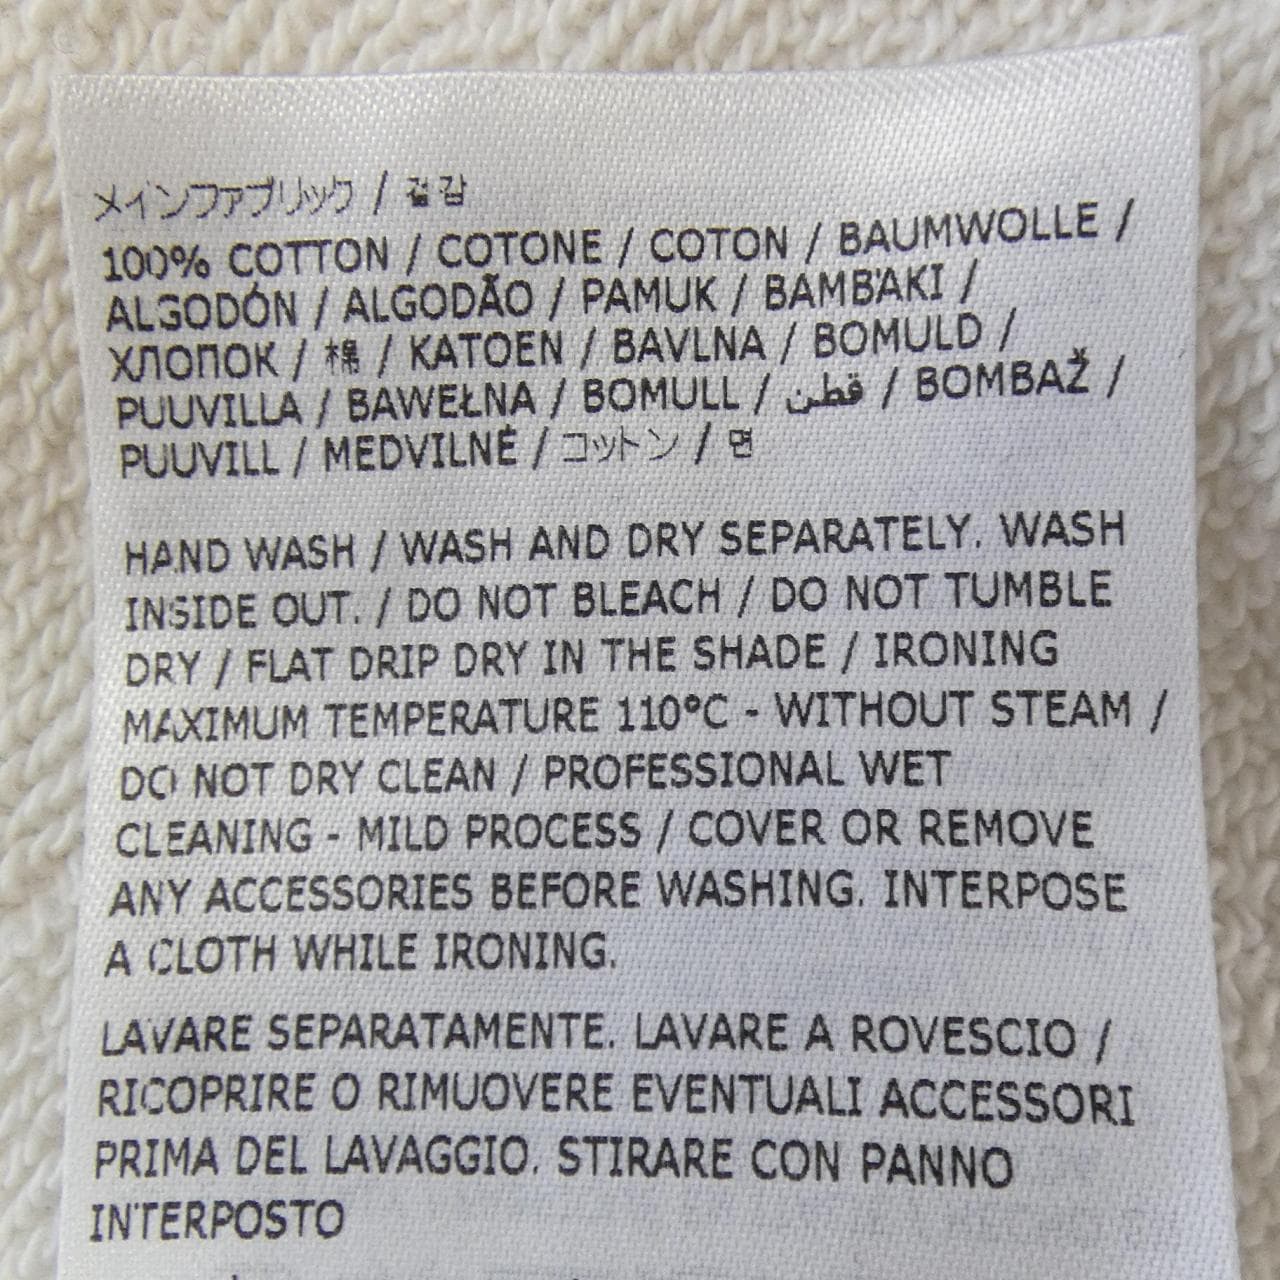 メインファブリック / 겉감
100% COTTON / COTONE / COTON / BAUMWOLLE /
ALGODÓN / ALGODÃO / PAMUK / BAMBAKI /
ХЛОПОК / 棉 / KATOEN / BAVLNA / BOMULD /
PUUVILLA / BAWEŁNA / BOMULL / قطن / BOMBAŽ /
PUUVILL / MEDVILNĖ / コットン / 면
HAND WASH / WASH AND DRY SEPARATELY. WASH
INSIDE OUT. / DO NOT BLEACH / DO NOT TUMBLE
DRY / FLAT DRIP DRY IN THE SHADE / IRONING
MAXIMUM TEMPERATURE 110°C - WITHOUT STEAM /
DO NOT DRY CLEAN / PROFESSIONAL WET
CLEANING - MILD PROCESS / COVER OR REMOVE
ANY ACCESSORIES BEFORE WASHING. INTERPOSE
A CLOTH WHILE IRONING.
LAVARE SEPARATAMENTE. LAVARE A ROVESCIO /
RICOPRIRE O RIMUOVERE EVENTUALI ACCESSORI
PRIMA DEL LAVAGGIO. STIRARE CON PANNO
INTERPOSTO